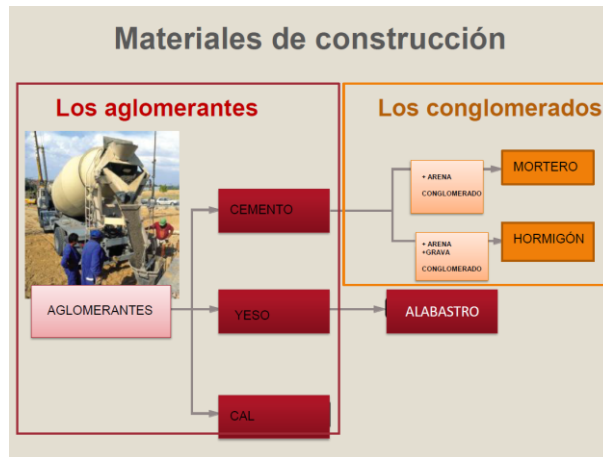 Materiales de construcción
Los aglomerantes
Los conglomerados
+ ARENA
CONGLOMERADO
MORTERO
CEMENTO
+ ARENA
+GRAVA
CONGLOMERADO
HORMIGÓN
AGLOMERANTES
YESO
ALABASTRO
CAL